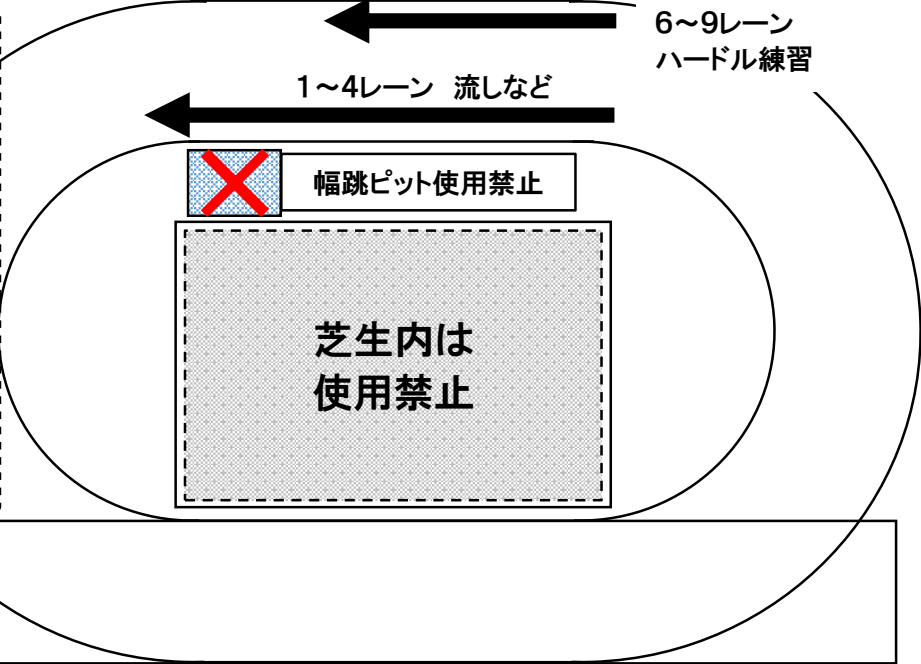 6～9レーン
ハードル練習
1～4レーン　流しなど
幅跳ピット使用禁止
芝生内は
使用禁止